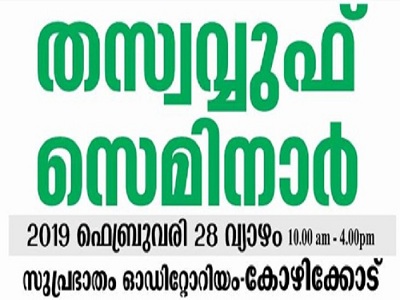 തസ്വവ്വുഫ്
സെമിനാർ
2019 ഫെബ്രുവരി 28 വ്യാഴം 10.00 am - 4.00pm
സുപ്രഭാതം ഓഡിറ്റോറിയം-കോഴിക്കോട്